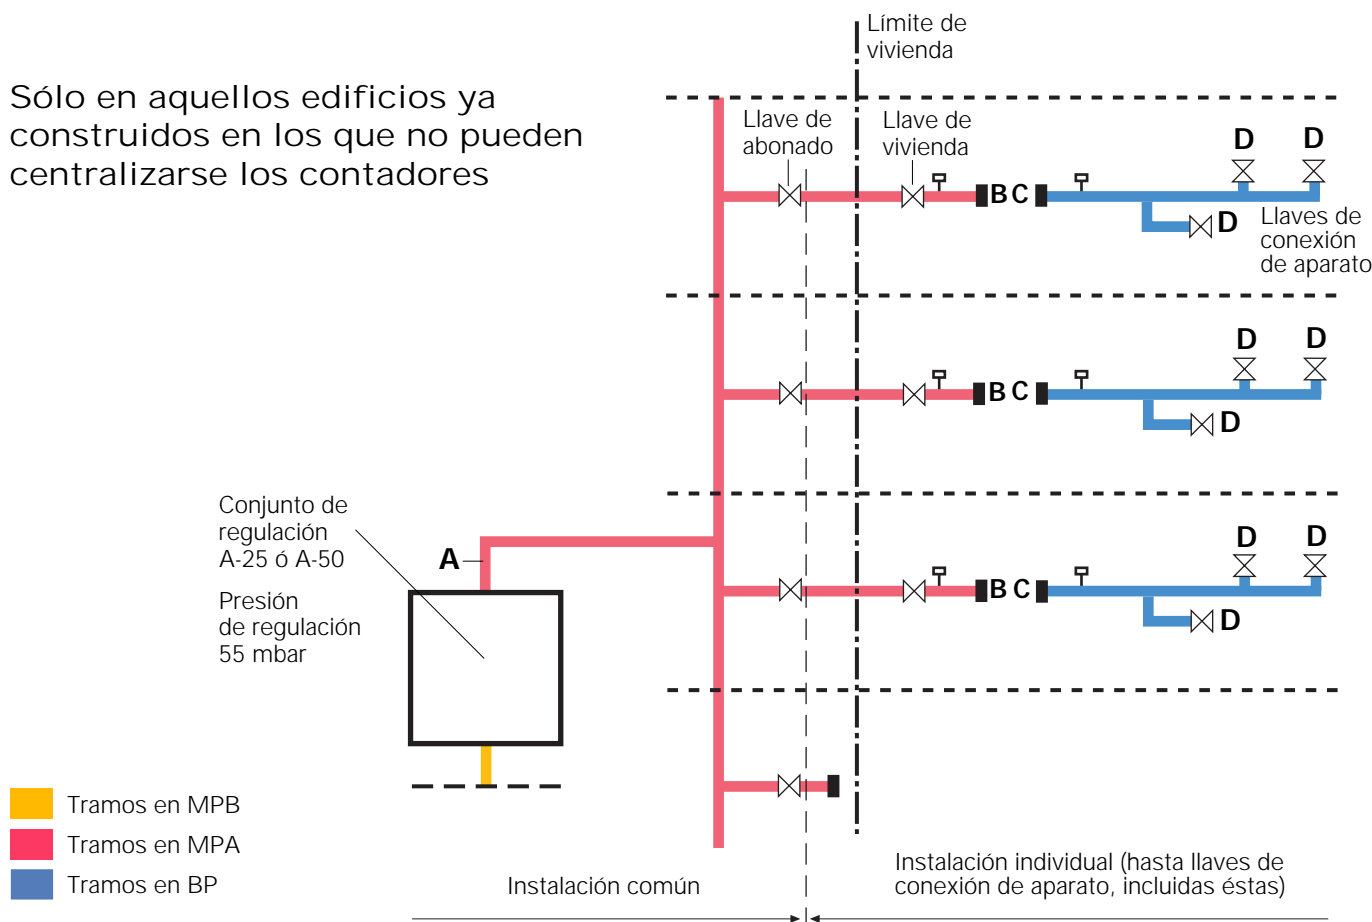 Límite de
vivienda
Sólo en aquellos edificios ya
construidos en los que no pueden
centralizarse los contadores
Llave de
abonado
Llave de
vivienda
D
D
B C
D
Llaves de
conexión
de aparato
D
D
B C
D
Conjunto de
regulación
A-25 ó A-50
A
Presión
de regulación
55 mbar
D
D
B C
D
Tramos en MPB
Tramos en MPA
Tramos en BP
Instalación común
Instalación individual (hasta llaves de
conexión de aparato, incluidas éstas)